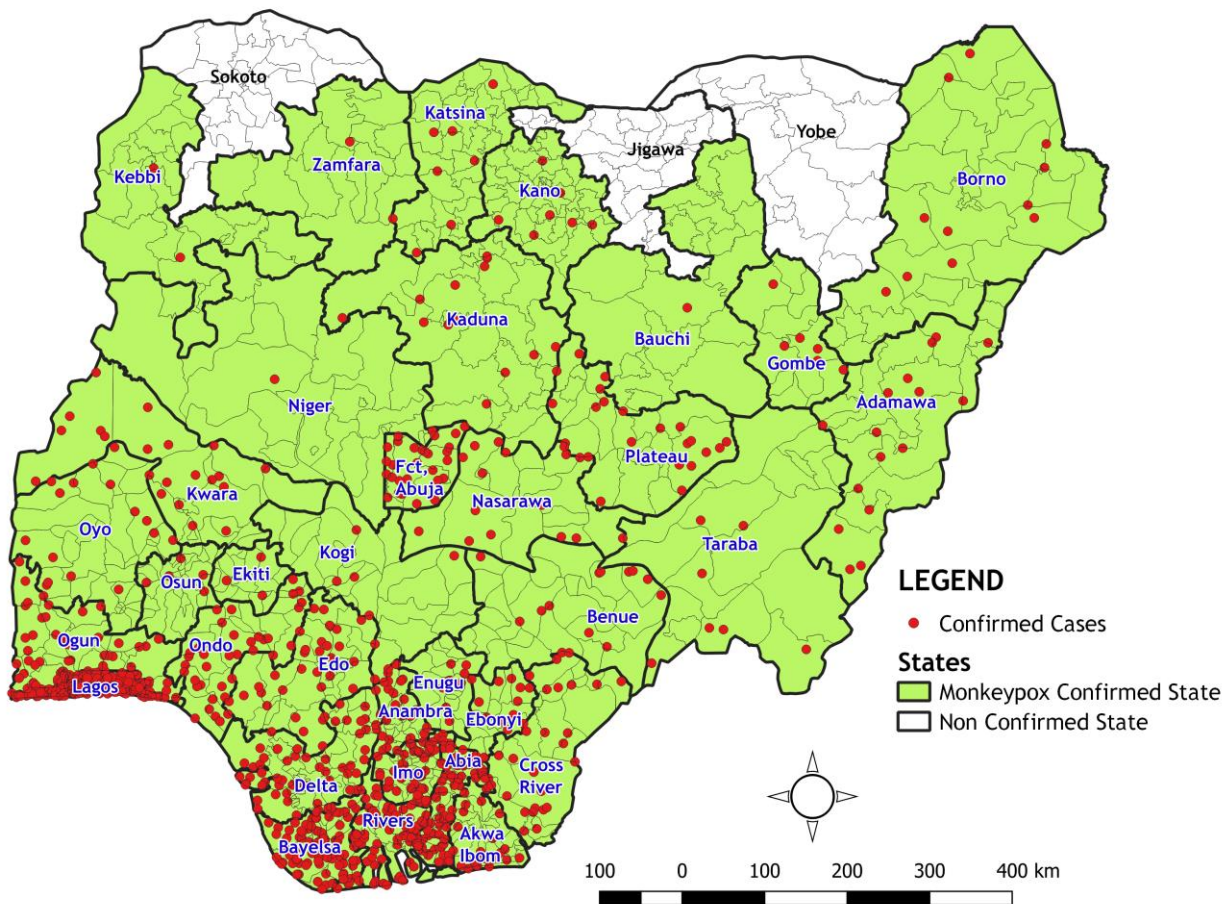 Sokoto
Katsina
Yobe
Jigawa
Kebbi
Zamfara
Kano
Borno
Kaduna
Bauchi
Gombe
Niger
Adamawa
Fct,
Abuja
Plateau
Kwara
Nasarawa
Oyo
Kogi
Taraba
Osun
Ekiti
Benue
Ogun
Ondo
Edo
Lagos
Enugu
Anambra
Ebonyi
Delta
Imo
Abia
Cross
River
Bayelsa
Rivers
Akwa
Ibom
LEGEND
Confirmed Cases
States
Monkeypox Confirmed State
Non Confirmed State
100 0 100 200 300 400 km